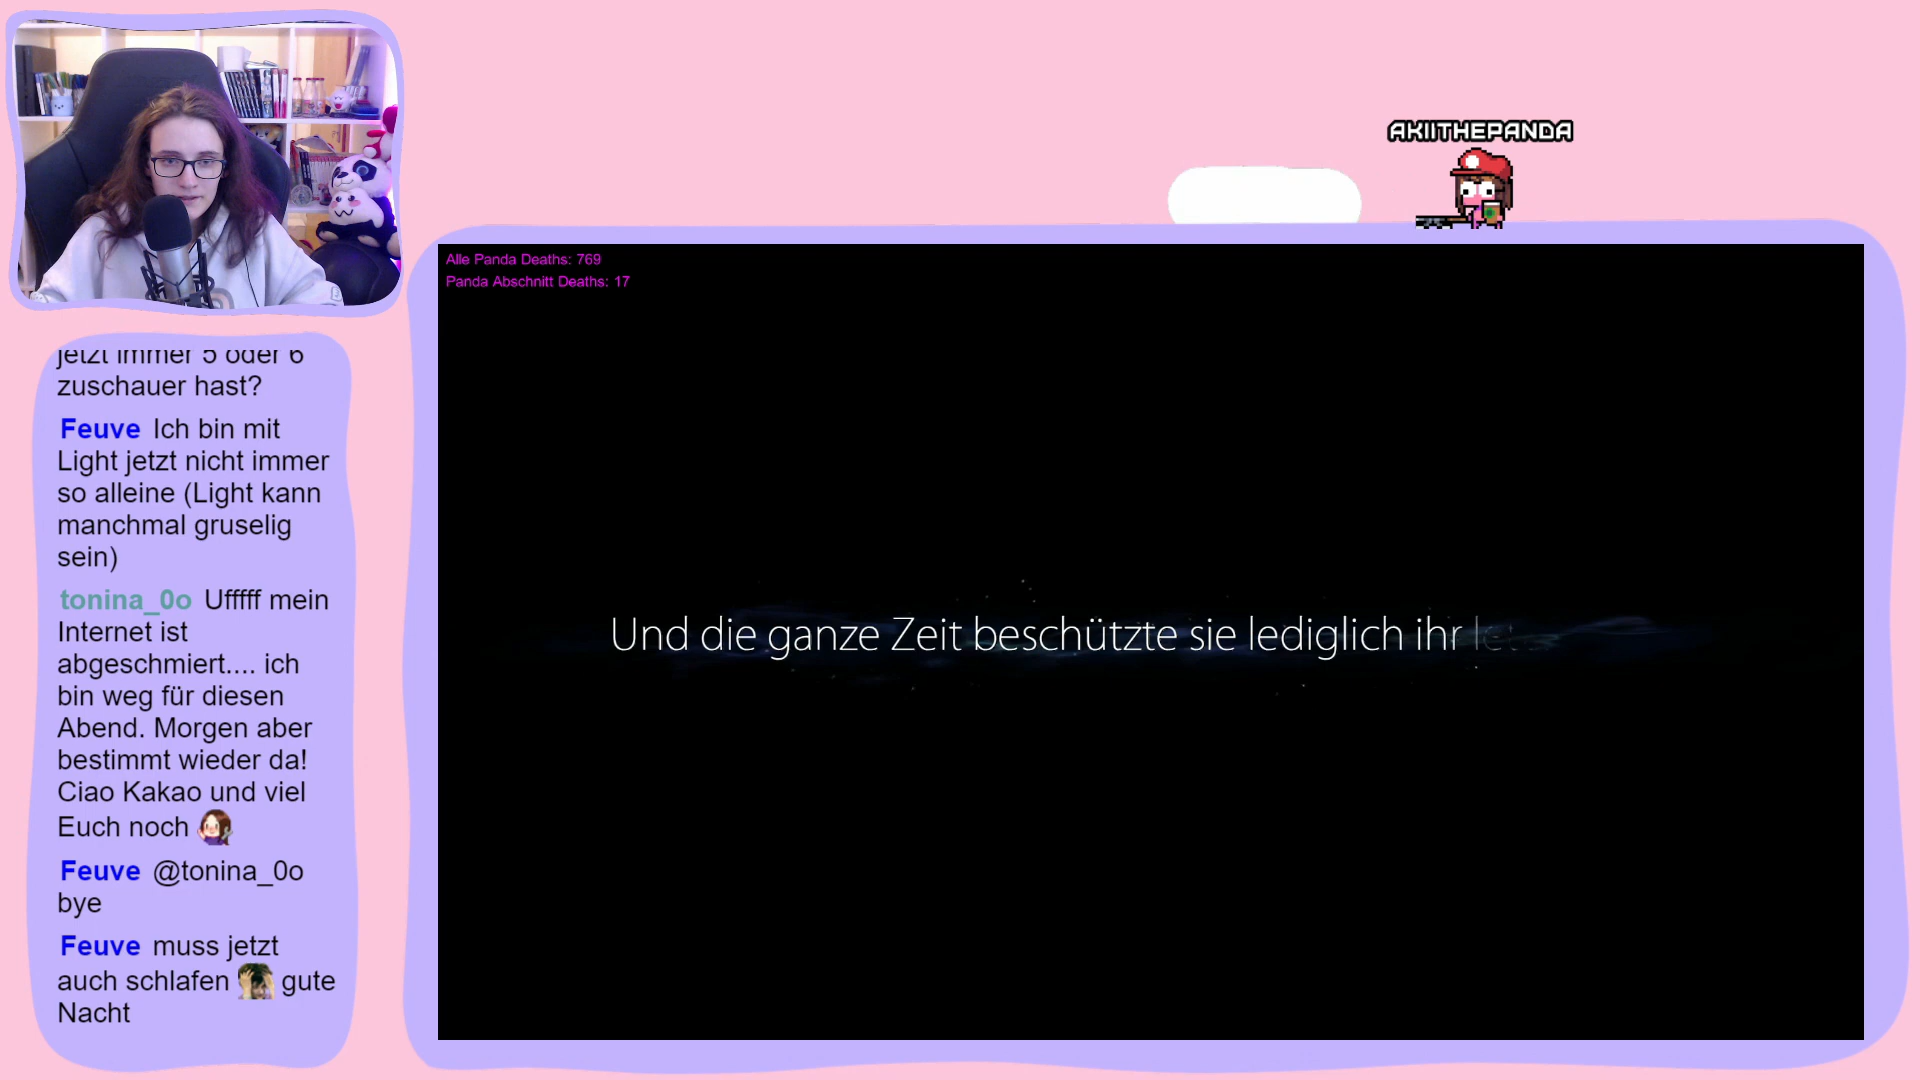 AKIITHEPANDA
Alle Panda Deaths: 769
Panda Abschnitt Deaths: 17
jetzt immer 5 oder 6
zuschauer hast?
Feuve Ich bin mit
Light jetzt nicht immer
so alleine (Light kann
manchmal gruselig
sein)
tonina_0o Ufffff mein
Internet ist
abgeschmiert.... ich
bin weg für diesen
Abend. Morgen aber
bestimmt wieder da!
Ciao Kakao und viel
Euch noch
Feuve @tonina_0o
bye
Feuve muss jetzt
auch schlafen gute
Nacht
Und die ganze Zeit beschützte sie lediglich ihr let